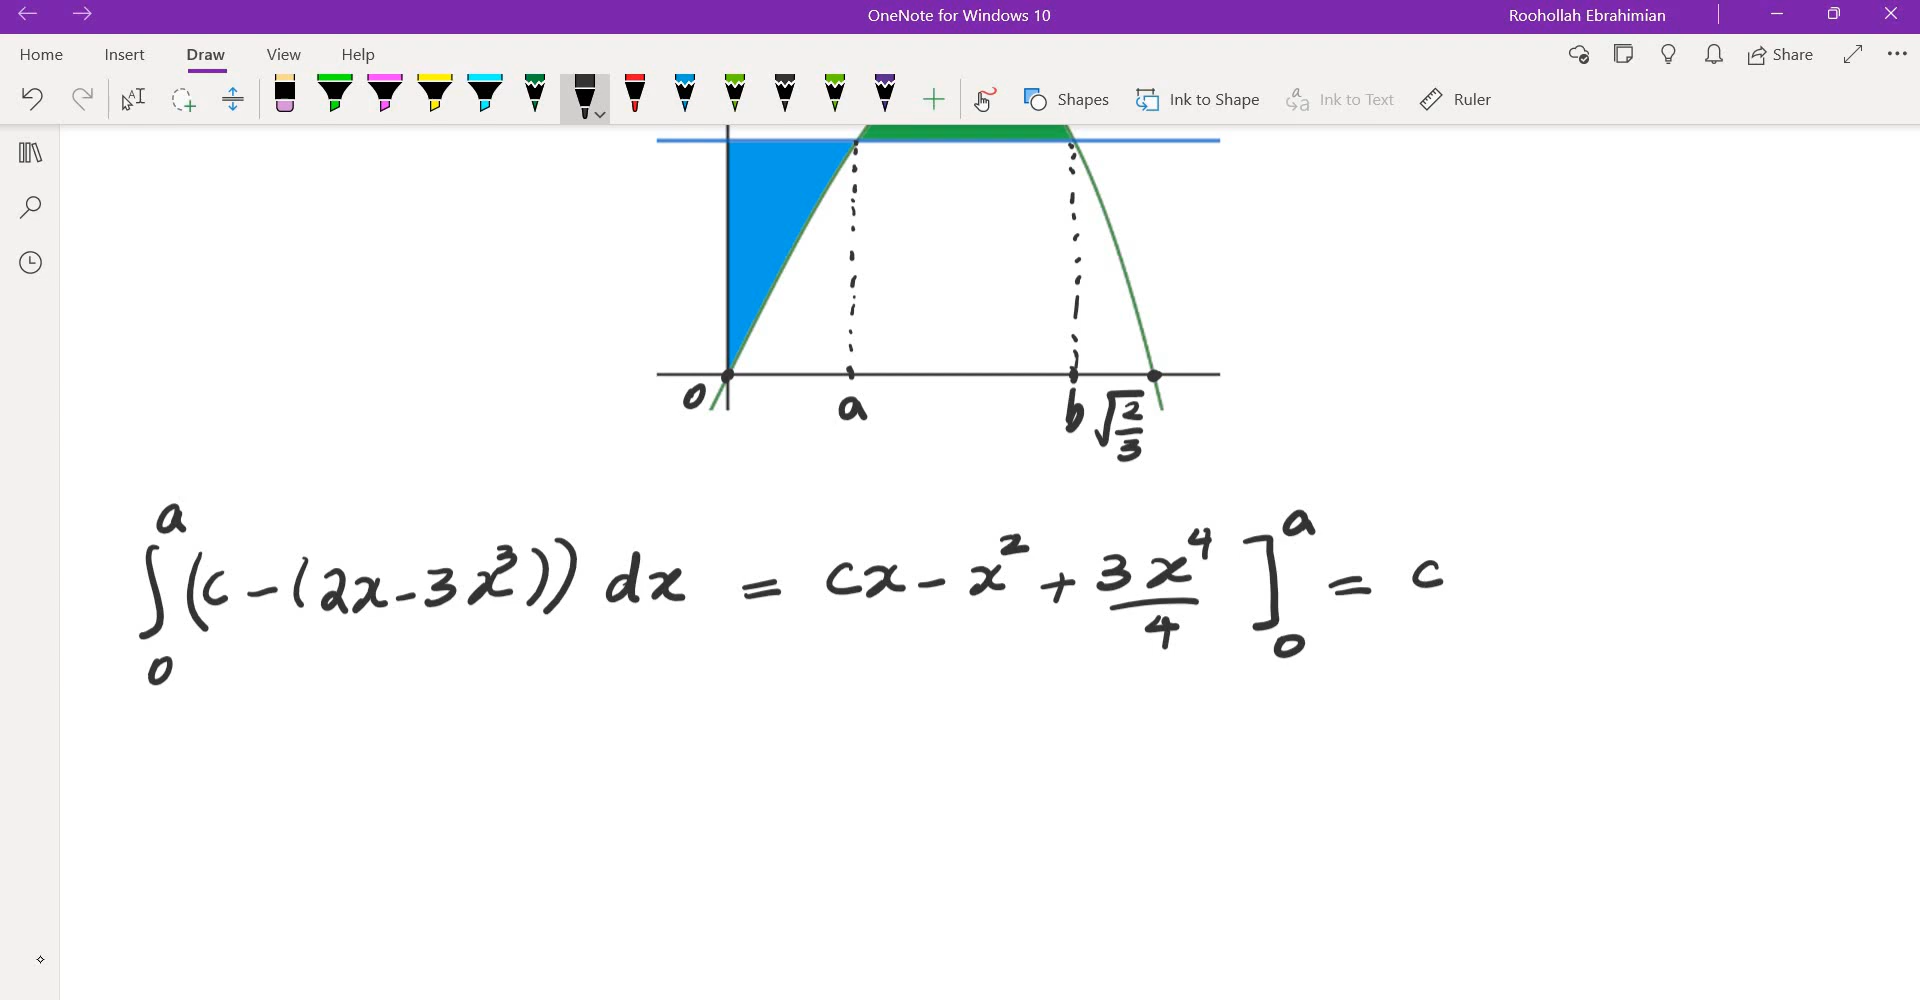 OneNote for Windows 10
Roohollah Ebrahimian
Home Insert Draw View Help
Share
Shapes Ink to Shape Ink to Text Ruler
0 a b √(2/3)
∫₀ᵃ (c - (2x - 3x³)) dx = cx - x² + 3x⁴/4 ]₀ᵃ = c